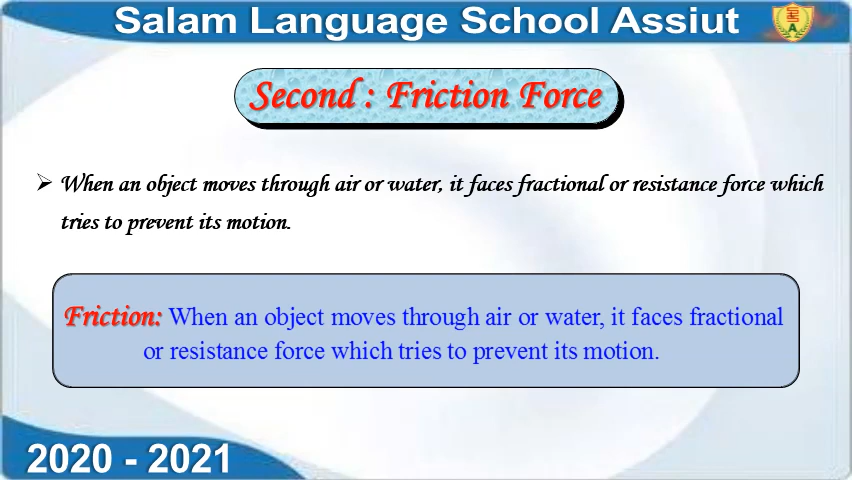 Salam Language School Assiut
A
Second : Friction Force
➢ When an object moves through air or water, it faces fractional or resistance force which
tries to prevent its motion.
Friction: When an object moves through air or water, it faces fractional
or resistance force which tries to prevent its motion.
2020 - 2021